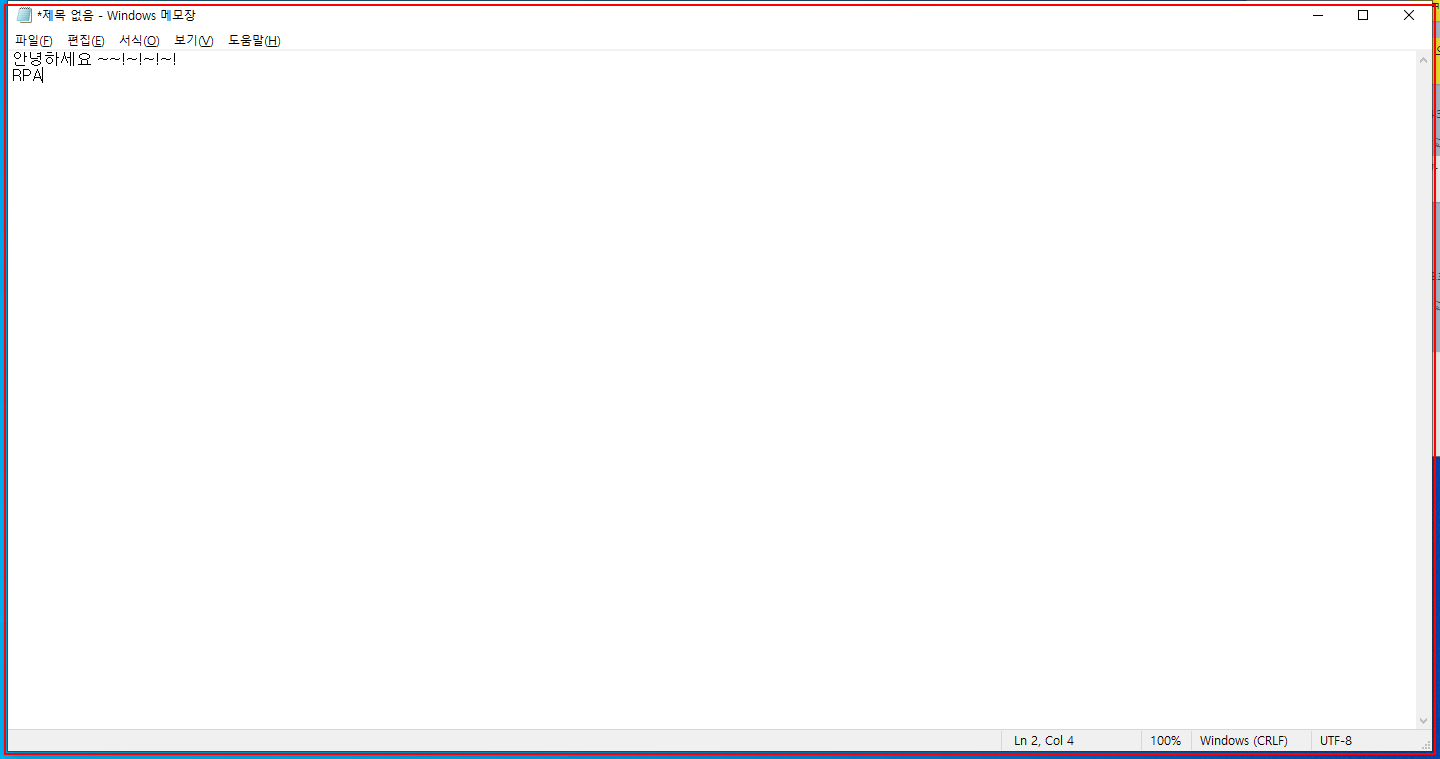 *제목 없음 - Windows 메모장
파일(F) 편집(E) 서식(O) 보기(V) 도움말(H)
안녕하세요 ~~!~!~!~!
RPA
Ln 2, Col 4 100% Windows (CRLF) UTF-8